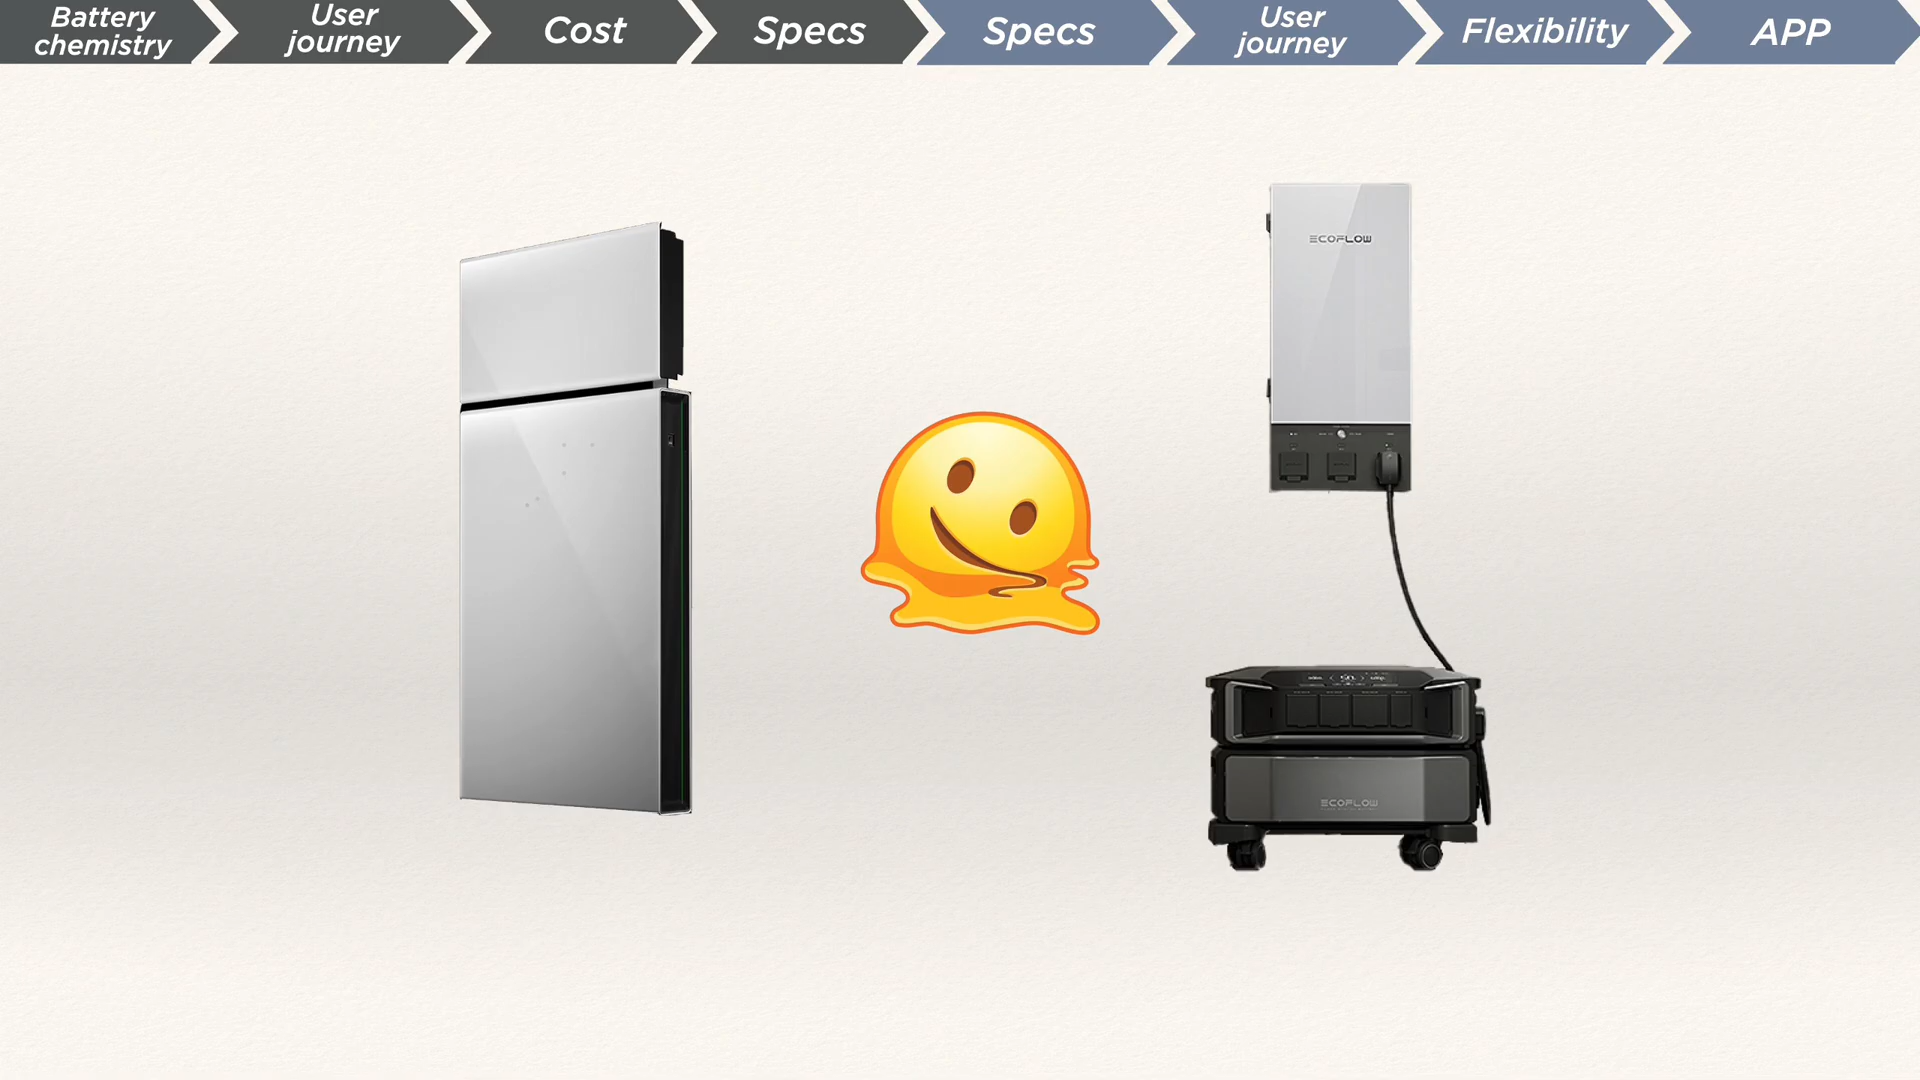 Battery
chemistry
User
journey
Cost
Specs
Specs
User
journey
Flexibility
APP
ECOFLOW
ECOFLOW